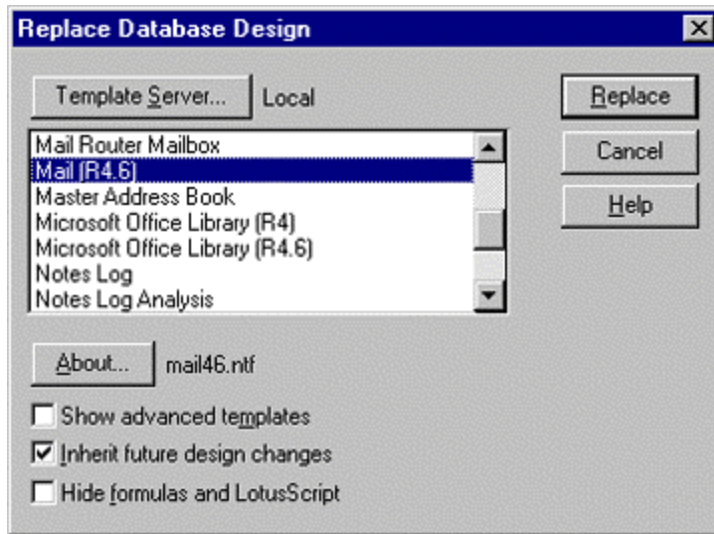 Replace Database Design
Template Server... Local
Replace
Mail Router Mailbox
Mail (R4.6)
Master Address Book
Microsoft Office Library (R4)
Microsoft Office Library (R4.6)
Notes Log
Notes Log Analysis
Cancel
Help
About... mail46.ntf
Show advanced templates
Inherit future design changes
Hide formulas and LotusScript